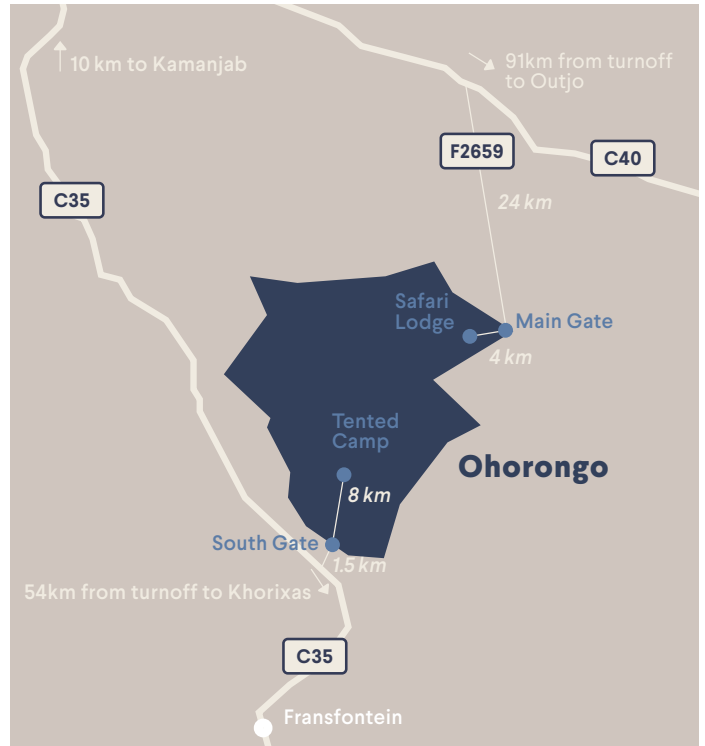 10 km to Kamanjab
91km from turnoff
to Outjo
F2659
C40
C35
24 km
Safari
Lodge
Main Gate
4 km
Tented
Camp
Ohorongo
8 km
South Gate
1.5 km
54km from turnoff to Khorixas
C35
Fransfontein